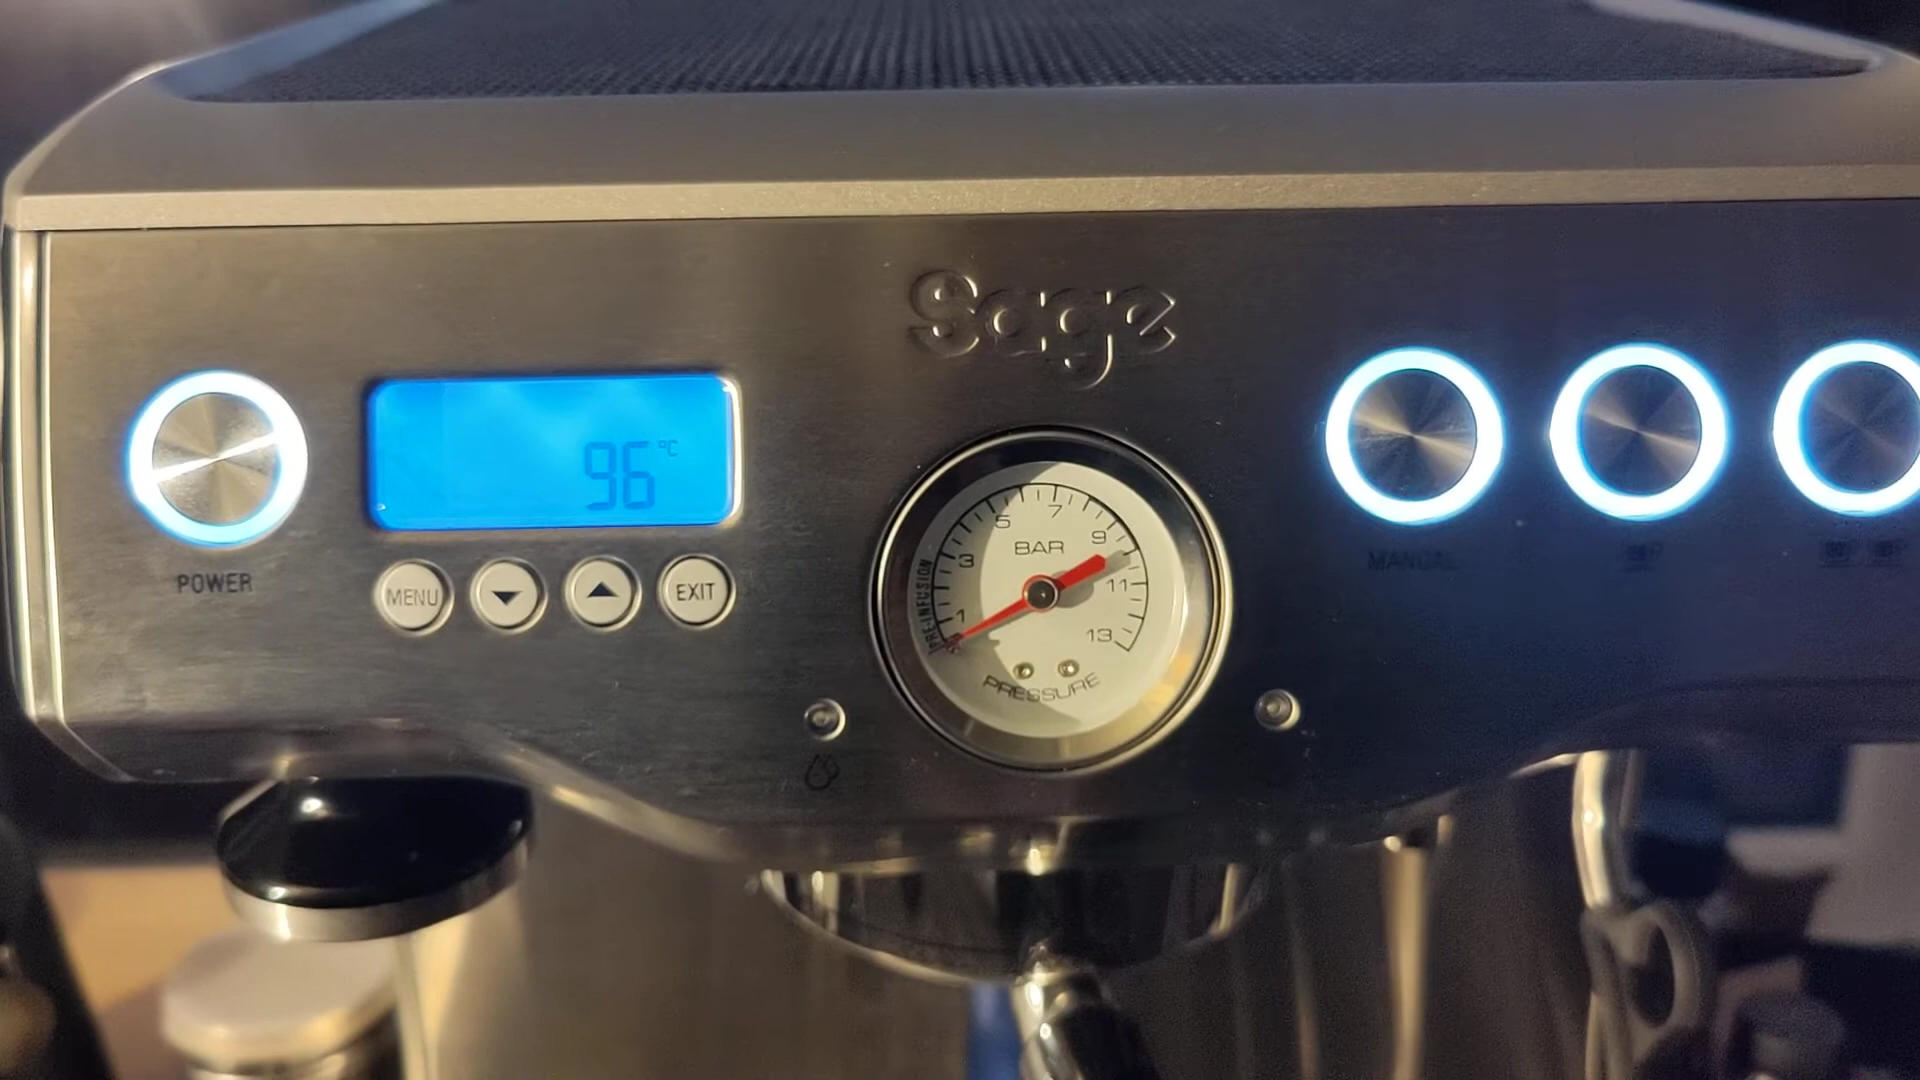 Sage
96 °C
POWER
MENU
EXIT
BAR
1
3
5
7
9
11
13
PRE-INFUSION
PRESSURE
MANUAL